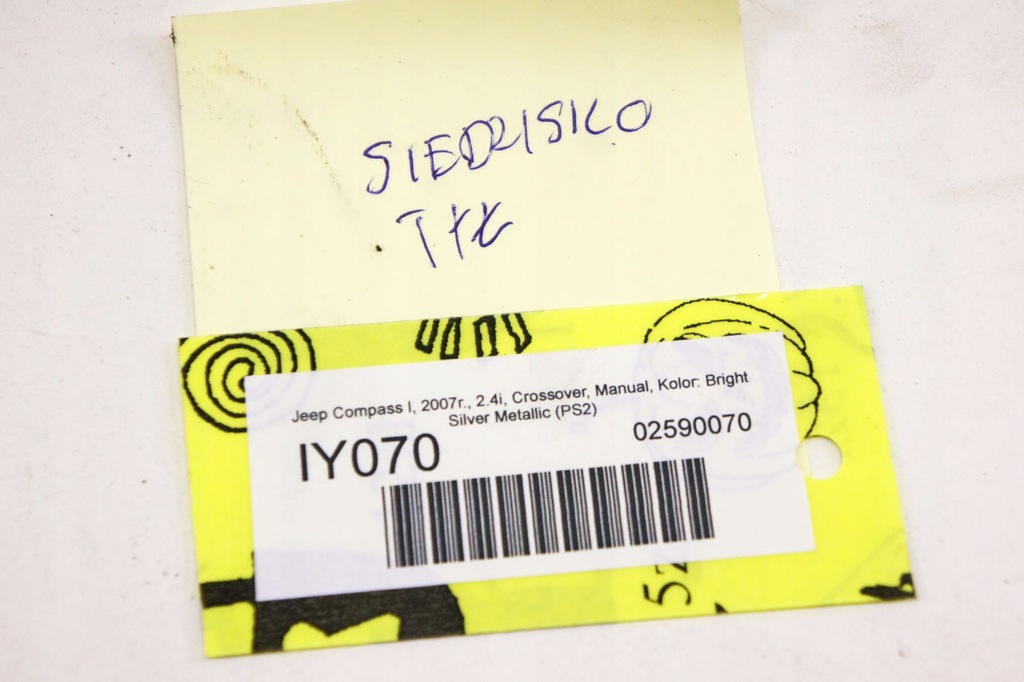 SIEDZISKO
TYŁ
Jeep Compass I, 2007r., 2.4i, Crossover, Manual, Kolor: Bright
Silver Metallic (PS2)
IY070
02590070